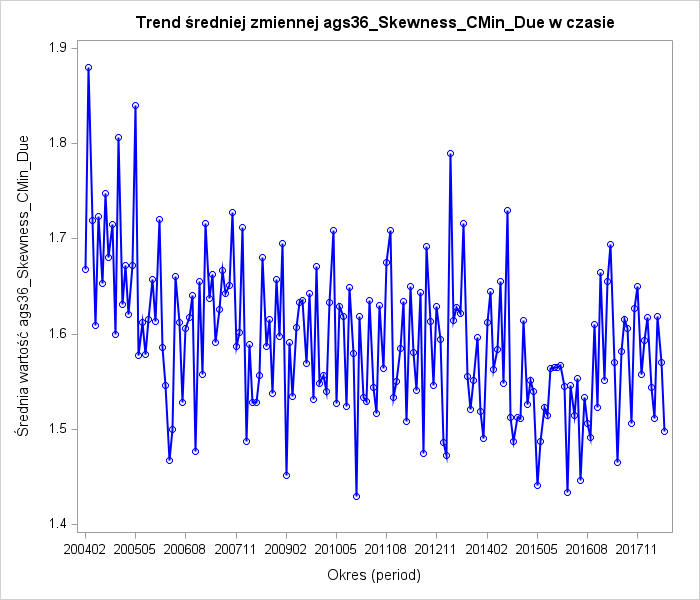 Trend średniej zmiennej ags36_Skewness_CMin_Due w czasie
1.9
1.8
1.7
1.6
1.5
1.4
Średnia wartość ags36_Skewness_CMin_Due
200402 200505 200608 200711 200902 201005 201108 201211 201402 201505 201608 201711
Okres (period)